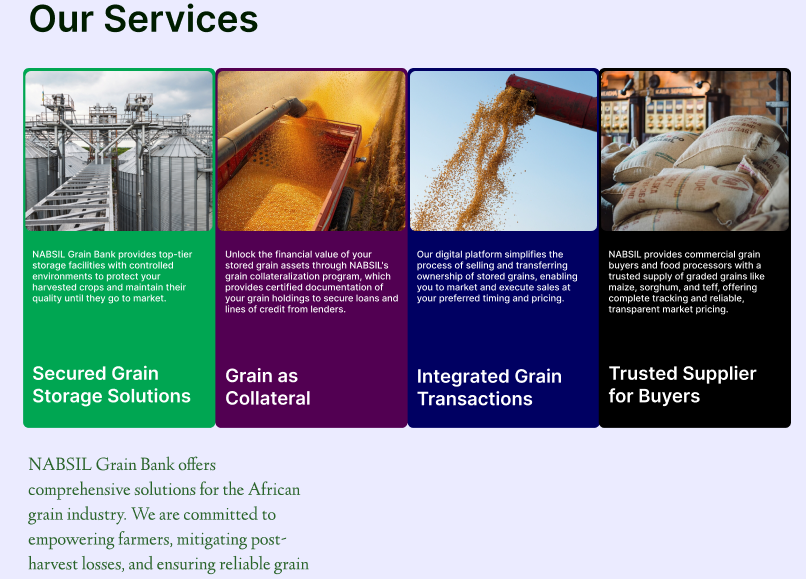 Our Services
NABSIL Grain Bank provides top-tier
storage facilities with controlled
environments to protect your
harvested crops and maintain their
quality until they go to market.
Secured Grain
Storage Solutions
Unlock the financial value of your
stored grain assets through NABSIL's
grain collateralization program, which
provides certified documentation of
your grain holdings to secure loans and
lines of credit from lenders.
Grain as
Collateral
Our digital platform simplifies the
process of selling and transferring
ownership of stored grains, enabling
you to market and execute sales at
your preferred timing and pricing.
Integrated Grain
Transactions
NABSIL provides commercial grain
buyers and food processors with a
trusted supply of graded grains like
maize, sorghum, and teff, offering
complete tracking and reliable,
transparent market pricing.
Trusted Supplier
for Buyers
NABSIL Grain Bank offers
comprehensive solutions for the African
grain industry. We are committed to
empowering farmers, mitigating post-
harvest losses, and ensuring reliable grain